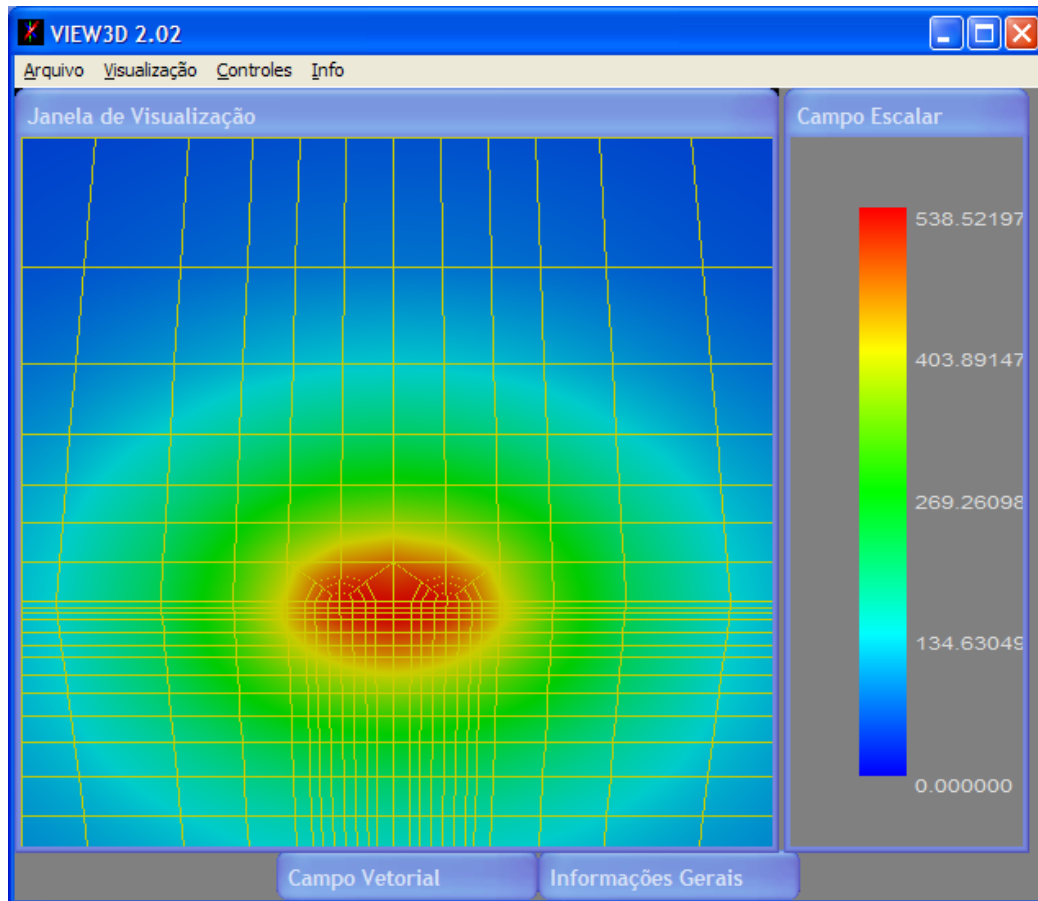 VIEW3D 2.02
Arquivo Visualização Controles Info
Janela de Visualização
Campo Escalar
538.52197
403.89147
269.26098
134.63049
0.000000
Campo Vetorial
Informações Gerais